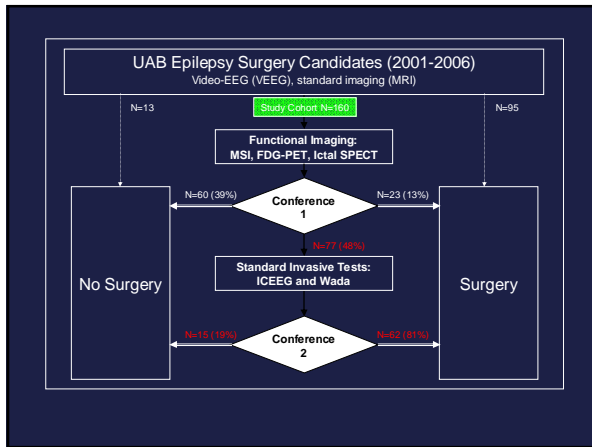 UAB Epilepsy Surgery Candidates (2001-2006)
Video-EEG (VEEG), standard imaging (MRI)
N=13
Study Cohort N=160
N=95
Functional Imaging:
MSI, FDG-PET, Ictal SPECT
N=60 (39%)
Conference
1
N=23 (13%)
N=77 (48%)
No Surgery
Standard Invasive Tests:
ICEEG and Wada
Surgery
N=15 (19%)
Conference
2
N=62 (81%)